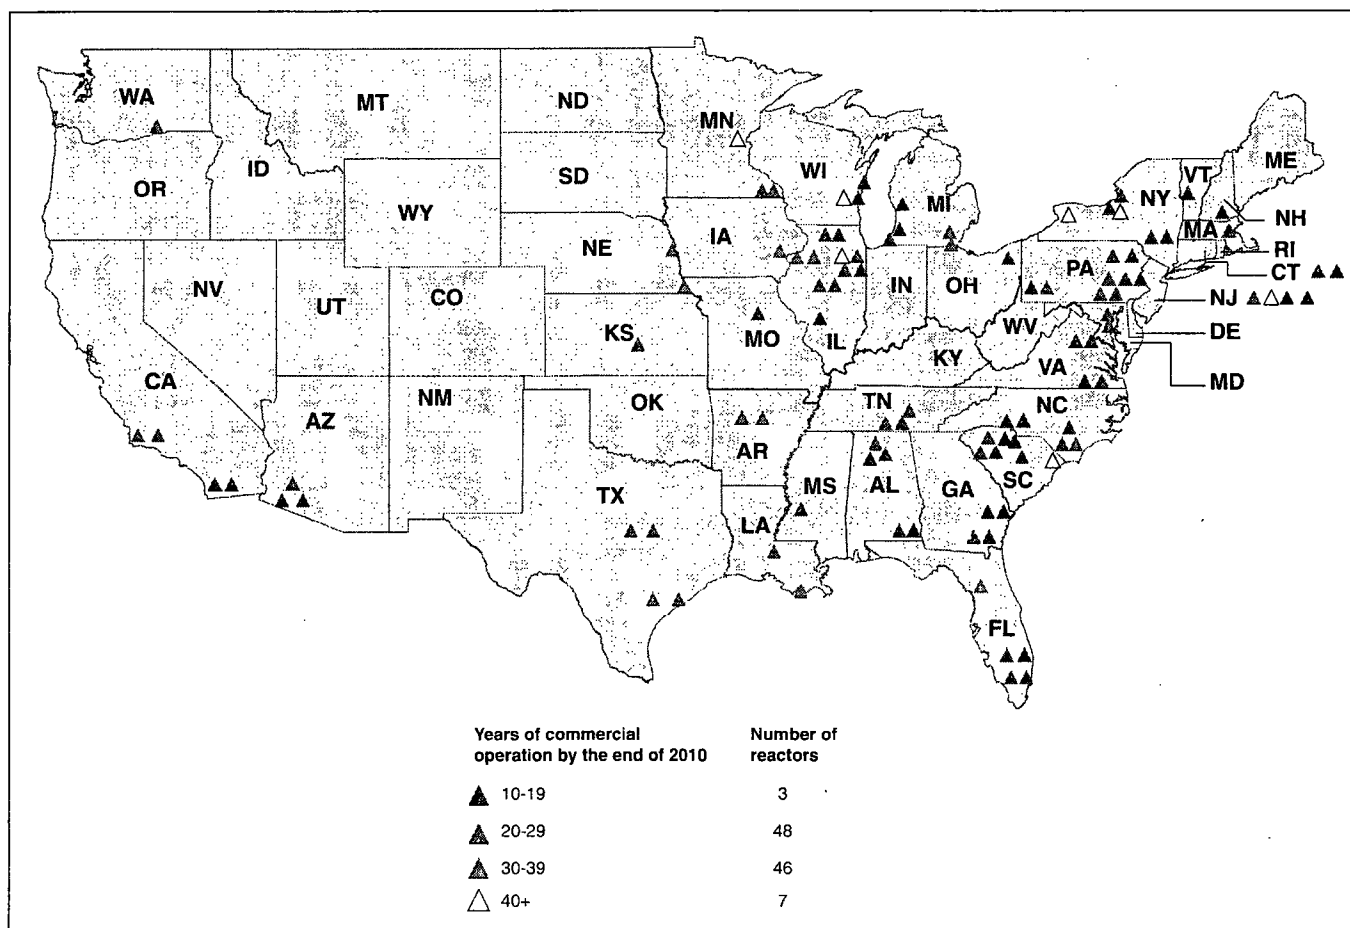 WA
MT
ND
MN
OR
ID
SD
WI
MI
NY
VT
ME
WY
NH
MA
RI
CT
NE
IA
PA
NJ
NV
UT
CO
IL
IN
OH
WV
DE
KS
MO
KY
VA
MD
CA
AZ
NM
OK
AR
TN
NC
TX
LA
MS
AL
GA
SC
FL
Years of commercial
operation by the end of 2010
Number of
reactors
10-19 3
20-29 48
30-39 46
40+ 7